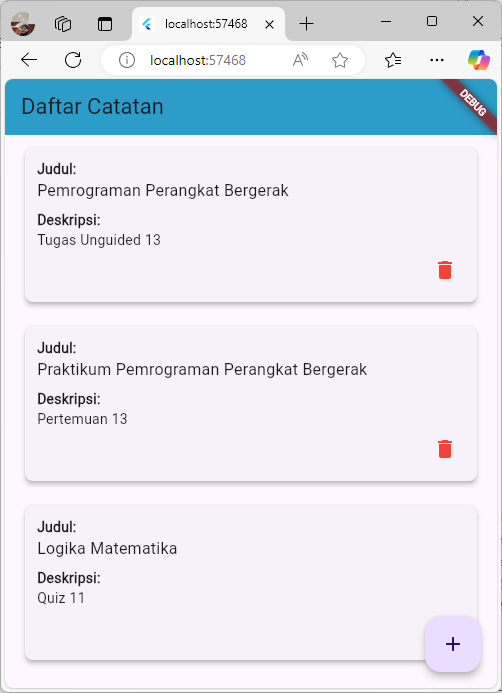 localhost:57468
localhost:57468
Daftar Catatan
DEBUG
Judul:
Pemrograman Perangkat Bergerak
Deskripsi:
Tugas Unguided 13
Judul:
Praktikum Pemrograman Perangkat Bergerak
Deskripsi:
Pertemuan 13
Judul:
Logika Matematika
Deskripsi:
Quiz 11